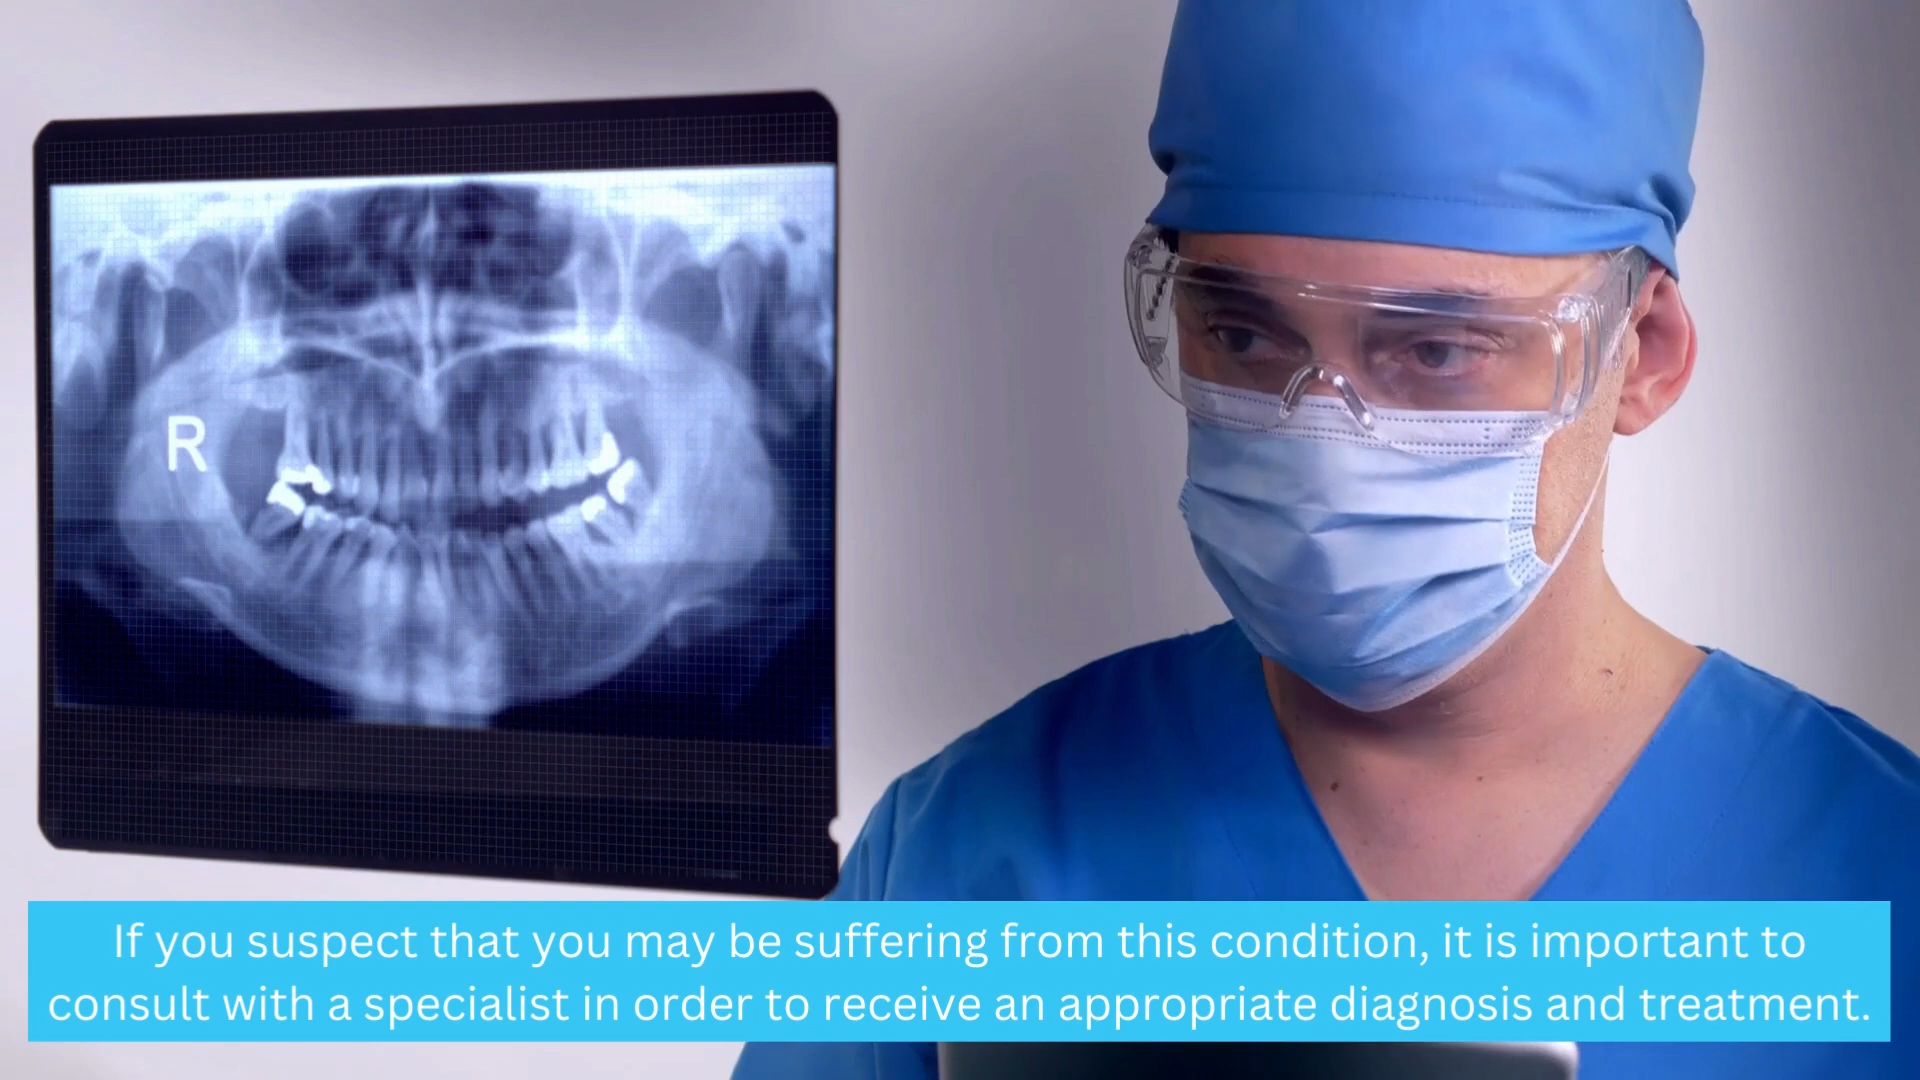 R
If you suspect that you may be suffering from this condition, it is important to
consult with a specialist in order to receive an appropriate diagnosis and treatment.